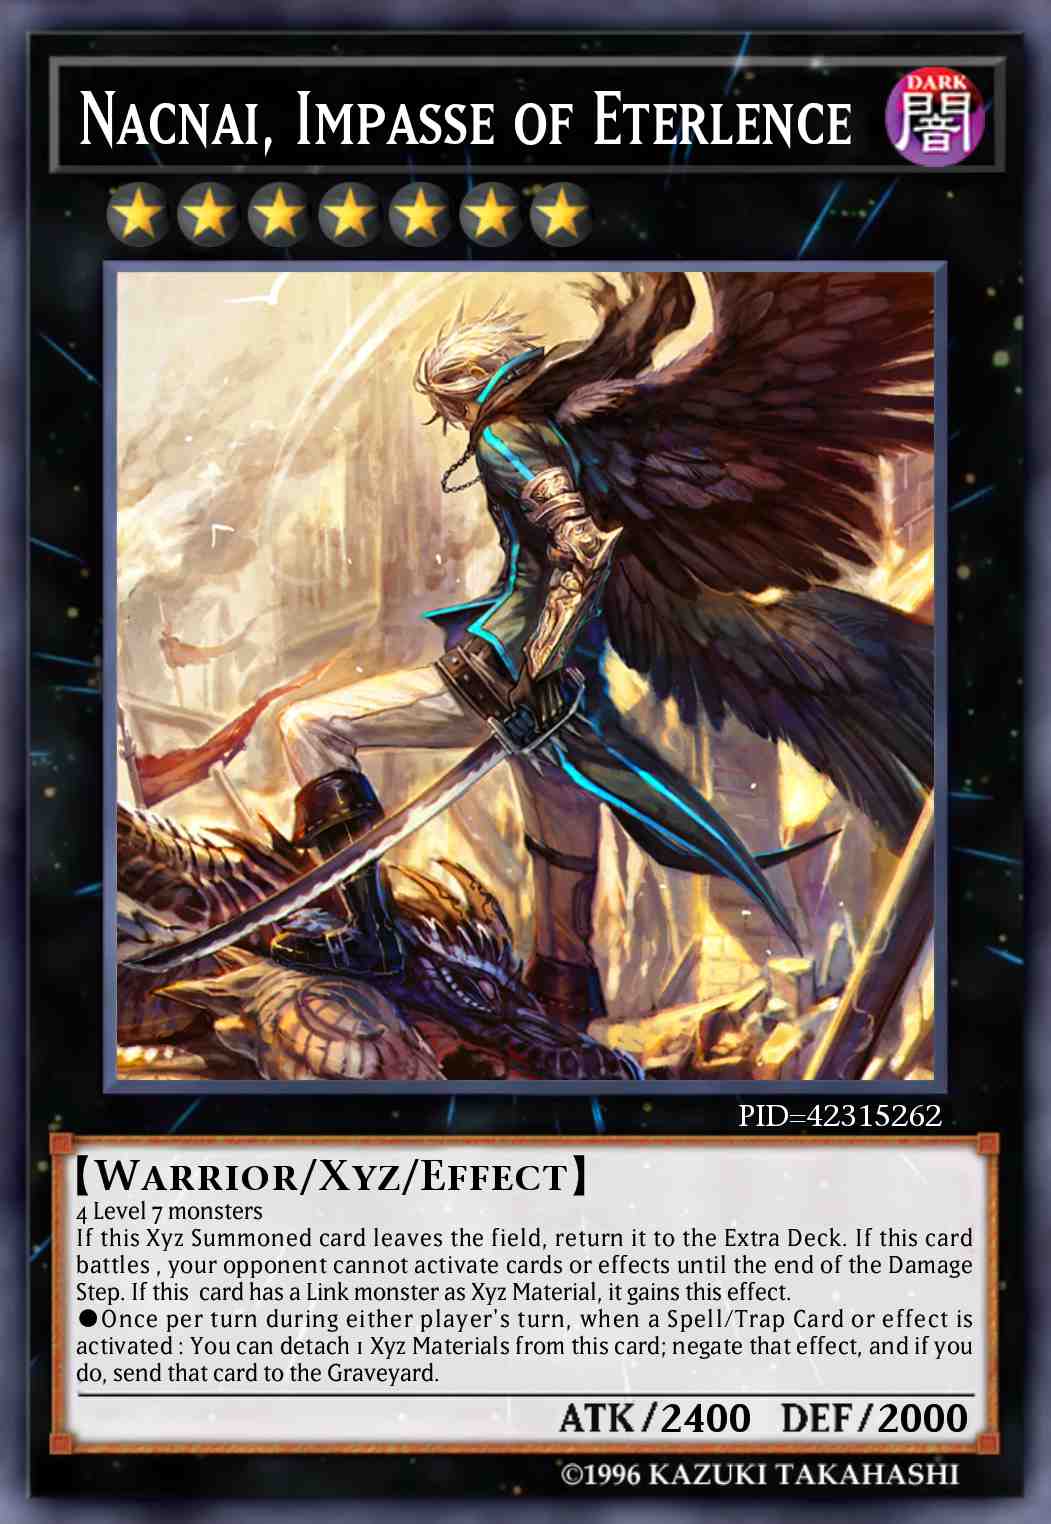 Nacnai, Impasse of Eterlence
DARK
闇
PID=42315262
【Warrior/Xyz/Effect】
4 Level 7 monsters
If this Xyz Summoned card leaves the field, return it to the Extra Deck. If this card
battles , your opponent cannot activate cards or effects until the end of the Damage
Step. If this card has a Link monster as Xyz Material, it gains this effect.
●Once per turn during either player's turn, when a Spell/Trap Card or effect is
activated : You can detach 1 Xyz Materials from this card; negate that effect, and if you
do, send that card to the Graveyard.
ATK/2400 DEF/2000
©1996 KAZUKI TAKAHASHI